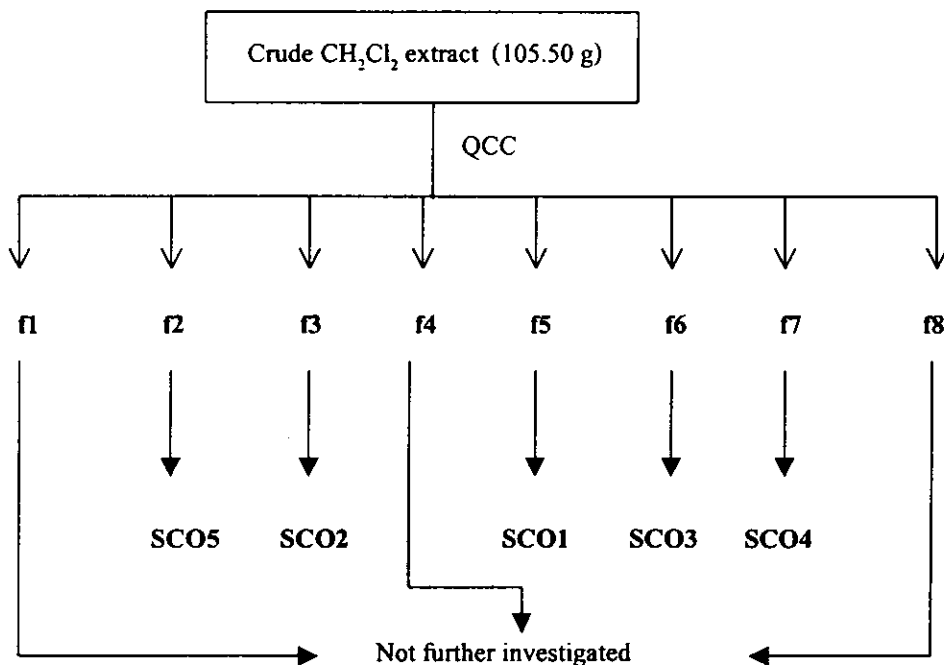 Crude CH₂Cl₂ extract (105.50 g)
QCC
f1 f2 f3 f4 f5 f6 f7 f8
SCO5 SCO2 SCO1 SCO3 SCO4
Not further investigated